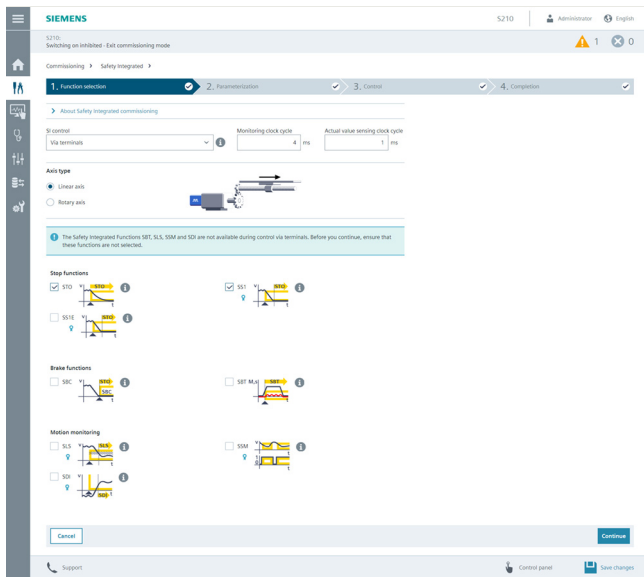 SIEMENS
S210
Administrator
English
S210:
Switching on inhibited - Exit commissioning mode
1
0
Commissioning > Safety Integrated >
1. Function selection
2. Parameterization
3. Control
4. Completion
> About Safety Integrated commissioning
SI control
Monitoring clock cycle
Actual value sensing clock cycle
Via terminals
4 ms
1 ms
Axis type
Linear axis
Rotary axis
m
The Safety Integrated Functions SBT, SLS, SSM and SDI are not available during control via terminals. Before you continue, ensure that
these functions are not selected.
Stop functions
STO v STO t
SS1 v STO t
SS1E v STO t
Brake functions
SBC v STO SBC t
SBT M,s SBT t
Motion monitoring
SLS v SLS t
SSM v t 1 0 t
SDI v SDI t
Cancel
Continue
Support
Control panel
Save changes